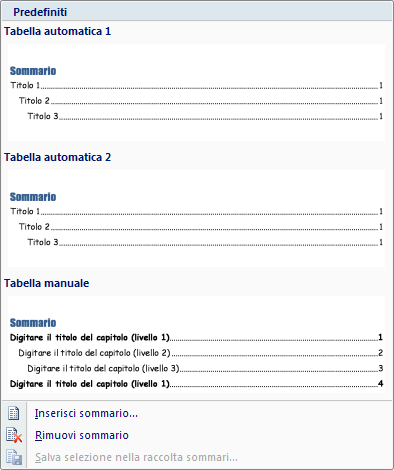 Predefiniti
Tabella automatica 1
Sommario
Titolo 1........................................................1
Titolo 2........................................................1
Titolo 3........................................................1
Tabella automatica 2
Sommario
Titolo 1........................................................1
Titolo 2........................................................1
Titolo 3........................................................1
Tabella manuale
Sommario
Digitare il titolo del capitolo (livello 1)........................................................1
Digitare il titolo del capitolo (livello 2)........................................................2
Digitare il titolo del capitolo (livello 3)........................................................3
Digitare il titolo del capitolo (livello 1)........................................................4
Inserisci sommario...
Rimuovi sommario
Salva selezione nella raccolta sommari...